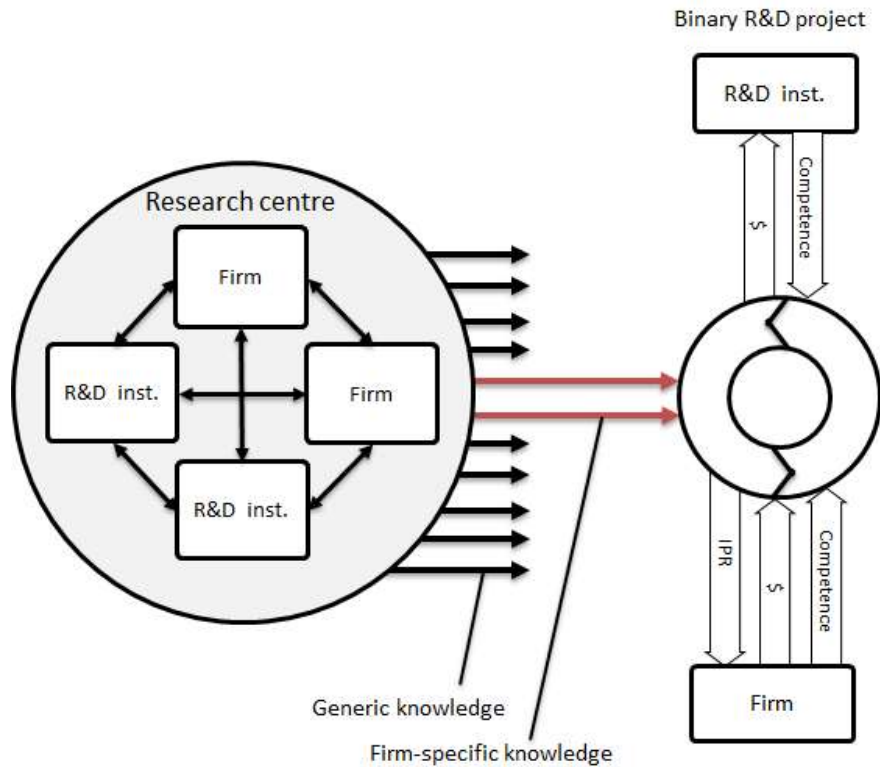 Binary R&D project
R&D inst.
$
Competence
Research centre
Firm
R&D inst.
Firm
R&D inst.
IPR
$
Competence
Firm
Generic knowledge
Firm-specific knowledge